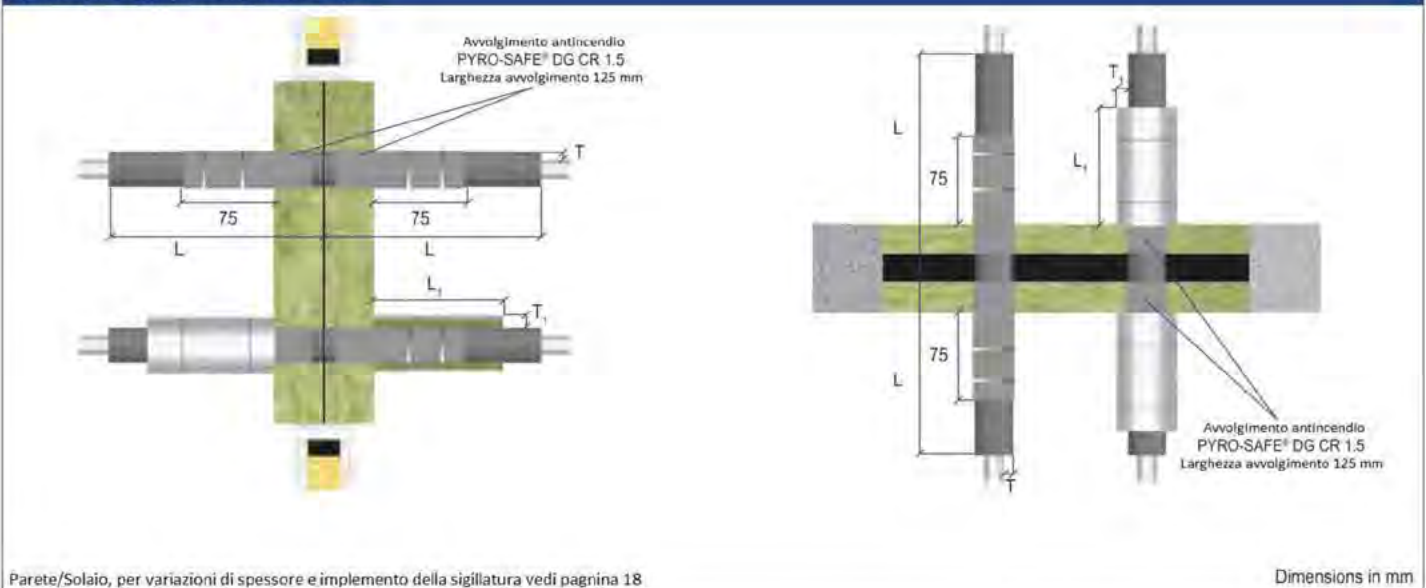 Avvolgimento antincendio
PYRO-SAFE® DG CR 1.5
Larghezza avvolgimento 125 mm
T
75
75
L
L
L1
T1
L
75
75
L
T
T1
L1
Avvolgimento antincendio
PYRO-SAFE® DG CR 1.5
Larghezza avvolgimento 125 mm
Parete/Solaio, per variazioni di spessore e implemento della sigillatura vedi pagnina 18
Dimensions in mm